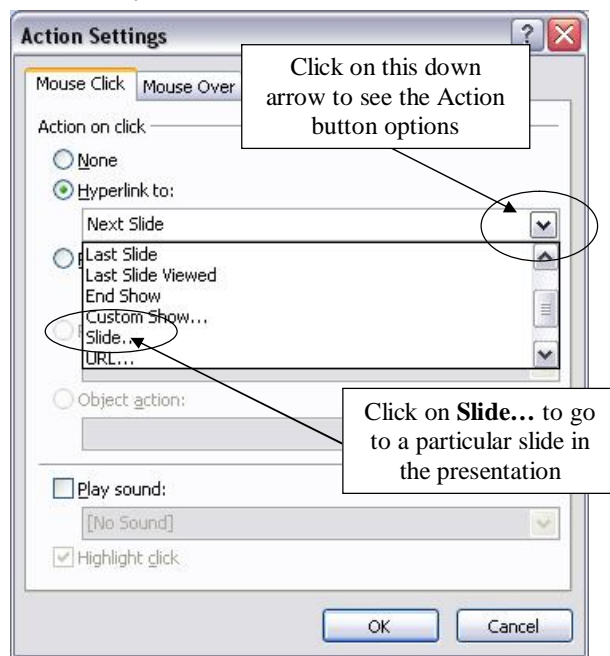 Action Settings
Mouse Click
Mouse Over
Click on this down
arrow to see the Action
button options
Action on click
None
Hyperlink to:
Next Slide
Last Slide
Last Slide Viewed
End Show
Custom Show...
Slide...
URL...
Object action:
Click on Slide… to go
to a particular slide in
the presentation
Play sound:
[No Sound]
Highlight click
OK
Cancel